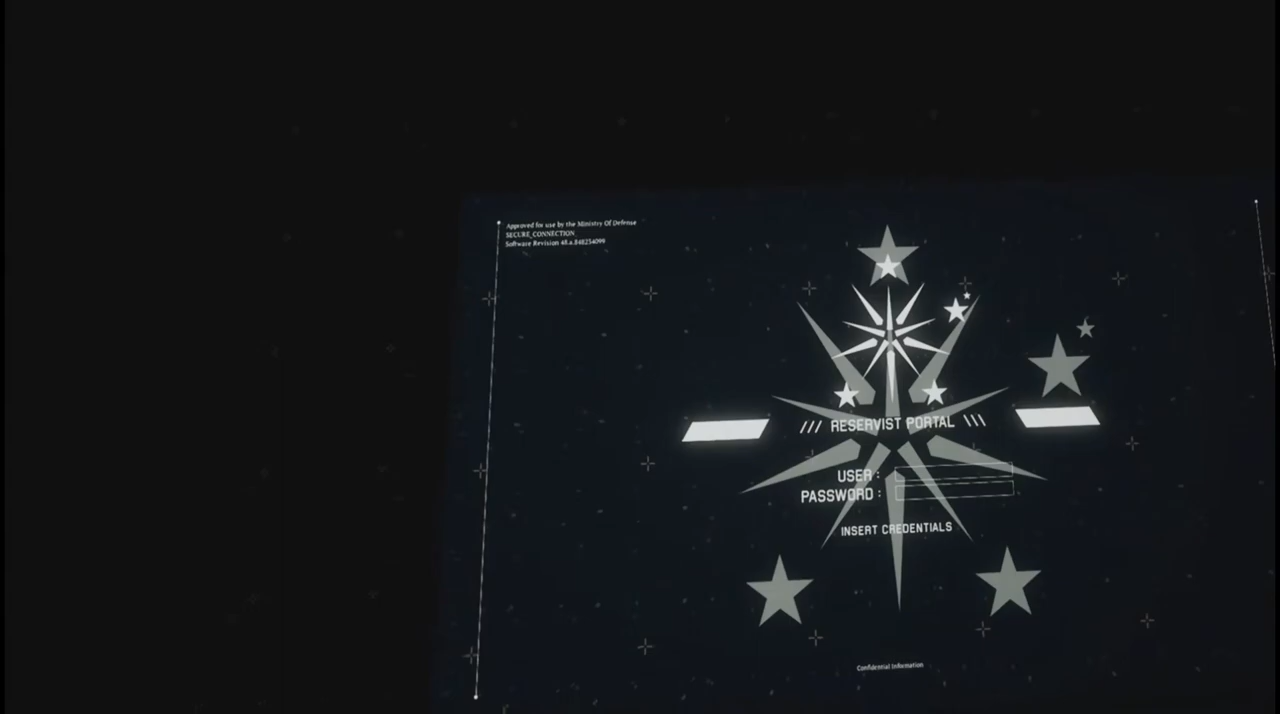 Approved for use by the Ministry Of Defense
SECURE_CONNECTION_
Software Revision 48.a.848254099
/// RESERVIST PORTAL \\\
USER :
PASSWORD :
INSERT CREDENTIALS
Confidential Information